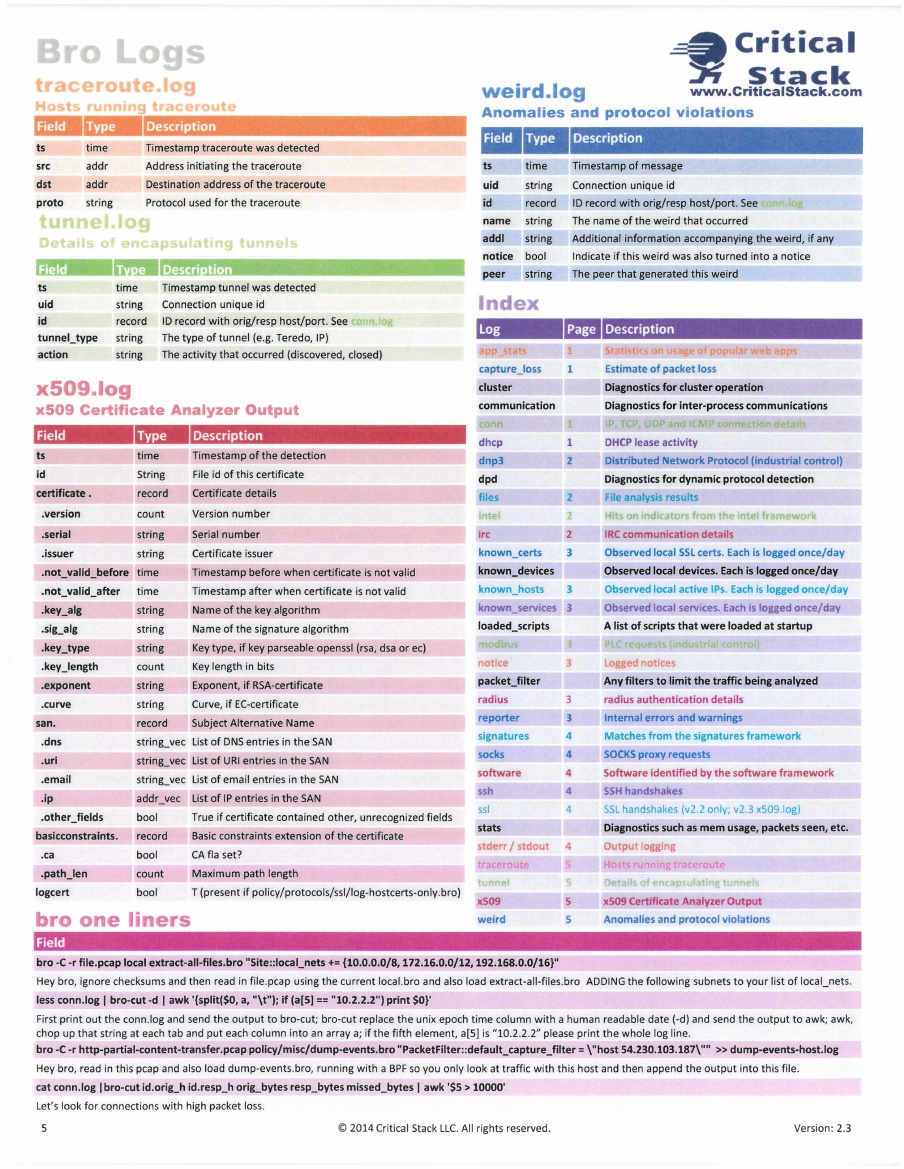 Bro Logs
Critical
Stack
www.CriticalStack.com
traceroute.log
Hosts running traceroute
Field Type Description
ts time Timestamp traceroute was detected
src addr Address initiating the traceroute
dst addr Destination address of the traceroute
proto string Protocol used for the traceroute
tunnel.log
Details of encapsulating tunnels
Field Type Description
ts time Timestamp tunnel was detected
uid string Connection unique id
id record ID record with orig/resp host/port. See conn.log
tunnel_type string The type of tunnel (e.g. Teredo, IP)
action string The activity that occurred (discovered, closed)
x509.log
x509 Certificate Analyzer Output
Field Type Description
ts time Timestamp of the detection
id String File id of this certificate
certificate . record Certificate details
.version count Version number
.serial string Serial number
.issuer string Certificate issuer
.not_valid_before time Timestamp before when certificate is not valid
.not_valid_after time Timestamp after when certificate is not valid
.key_alg string Name of the key algorithm
.sig_alg string Name of the signature algorithm
.key_type string Key type, if key parseable openssl (rsa, dsa or ec)
.key_length count Key length in bits
.exponent string Exponent, if RSA-certificate
.curve string Curve, if EC-certificate
san. record Subject Alternative Name
.dns string_vec List of DNS entries in the SAN
.uri string_vec List of URI entries in the SAN
.email string_vec List of email entries in the SAN
.ip addr_vec List of IP entries in the SAN
.other_fields bool True if certificate contained other, unrecognized fields
basicconstraints. record Basic constraints extension of the certificate
.ca bool CA fla set?
.path_len count Maximum path length
logcert bool T (present if policy/protocols/ssl/log-hostcerts-only.bro)
weird.log
Anomalies and protocol violations
Field Type Description
ts time Timestamp of message
uid string Connection unique id
id record ID record with orig/resp host/port. See conn.log
name string The name of the weird that occurred
addl string Additional information accompanying the weird, if any
notice bool Indicate if this weird was also turned into a notice
peer string The peer that generated this weird
Index
Log Page Description
app_stats 1 Statistics on usage of popular web apps
capture_loss 1 Estimate of packet loss
cluster Diagnostics for cluster operation
communication Diagnostics for inter-process communications
conn 1 IP, TCP, UDP and ICMP connection details
dhcp 1 DHCP lease activity
dnp3 2 Distributed Network Protocol (industrial control)
dpd Diagnostics for dynamic protocol detection
files 2 File analysis results
intel 2 Hits on indicators from the intel framework
irc 2 IRC communication details
known_certs 3 Observed local SSL certs. Each is logged once/day
known_devices Observed local devices. Each is logged once/day
known_hosts 3 Observed local active IPs. Each is logged once/day
known_services 3 Observed local services. Each is logged once/day
loaded_scripts A list of scripts that were loaded at startup
modbus 3 PLC requests (industrial control)
notice 3 Logged notices
packet_filter Any filters to limit the traffic being analyzed
radius 3 radius authentication details
reporter 3 Internal errors and warnings
signatures 4 Matches from the signatures framework
socks 4 SOCKS proxy requests
software 4 Software identified by the software framework
ssh 4 SSH handshakes
ssl 4 SSL handshakes (v2.2 only; v2.3 x509.log)
stats Diagnostics such as mem usage, packets seen, etc.
stderr / stdout 4 Output logging
traceroute 5 Hosts running traceroute
tunnel 5 Details of encapsulating tunnels
x509 5 x509 Certificate Analyzer Output
weird 5 Anomalies and protocol violations
bro one liners
Field
bro -C -r file.pcap local extract-all-files.bro "Site::local_nets += {10.0.0.0/8, 172.16.0.0/12, 192.168.0.0/16}"
Hey bro, ignore checksums and then read in file.pcap using the current local.bro and also load extract-all-files.bro ADDING the following subnets to your list of local_nets.
less conn.log | bro-cut -d | awk '{split($0, a, "\t"); if (a[5] == "10.2.2.2") print $0}'
First print out the conn.log and send the output to bro-cut; bro-cut replace the unix epoch time column with a human readable date (-d) and send the output to awk; awk,
chop up that string at each tab and put each column into an array a; if the fifth element, a[5] is “10.2.2.2” please print the whole log line.
bro -C -r http-partial-content-transfer.pcap policy/misc/dump-events.bro "PacketFilter::default_capture_filter = \"host 54.230.103.187\"" >> dump-events-host.log
Hey bro, read in this pcap and also load dump-events.bro, running with a BPF so you only look at traffic with this host and then append the output into this file.
cat conn.log |bro-cut id.orig_h id.resp_h orig_bytes resp_bytes missed_bytes | awk '$5 > 10000'
Let’s look for connections with high packet loss.
5 © 2014 Critical Stack LLC. All rights reserved. Version: 2.3